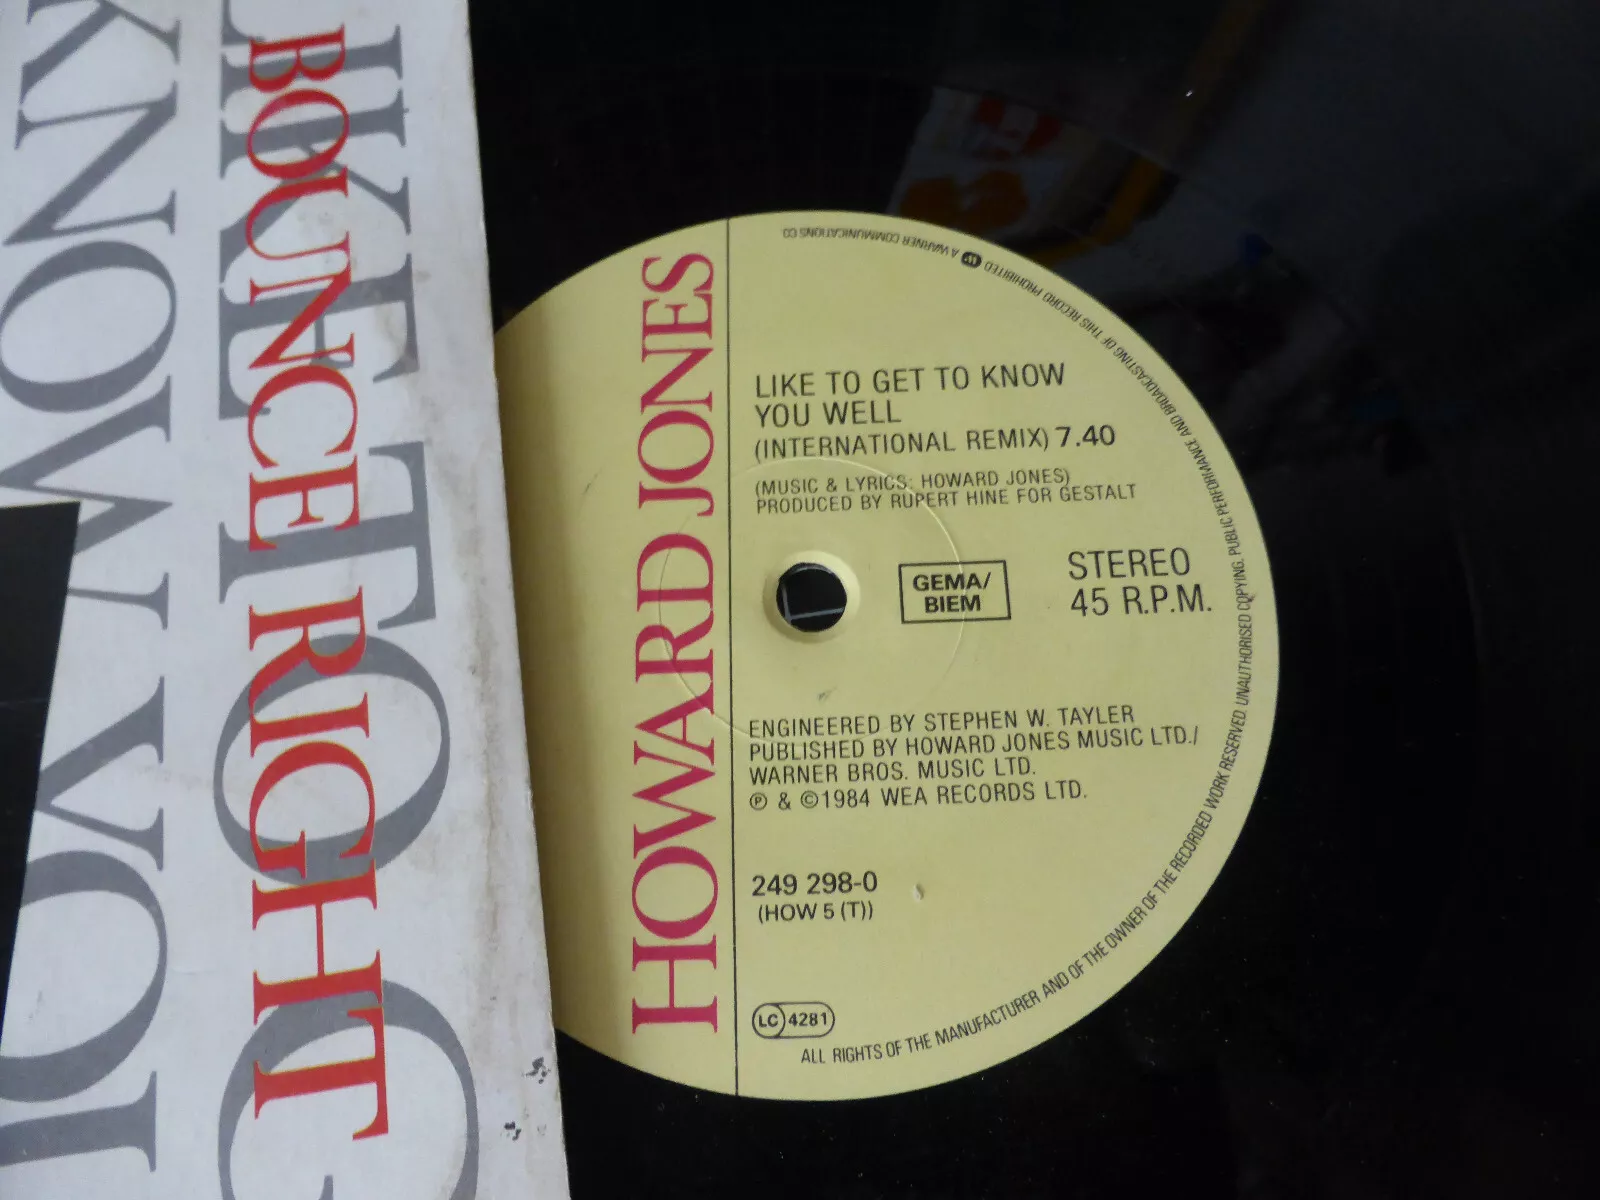 KNOW YOU
LIKE TO G
BOUNCE RIGHT
HOWARD JONES
LIKE TO GET TO KNOW
YOU WELL
(INTERNATIONAL REMIX) 7.40
(MUSIC & LYRICS: HOWARD JONES)
PRODUCED BY RUPERT HINE FOR GESTALT
GEMA/
BIEM
STEREO
45 R.P.M.
ENGINEERED BY STEPHEN W. TAYLER
PUBLISHED BY HOWARD JONES MUSIC LTD./
WARNER BROS. MUSIC LTD.
℗ & ©1984 WEA RECORDS LTD.
249 298-0
(HOW 5 (T))
LC 4281
ALL RIGHTS OF THE MANUFACTURER AND OF THE OWNER OF THE RECORDED WORK RESERVED. UNAUTHORISED COPYING, PUBLIC PERFORMANCE AND BROADCASTING OF THIS RECORD PROHIBITED A WARNER COMMUNICATIONS CO